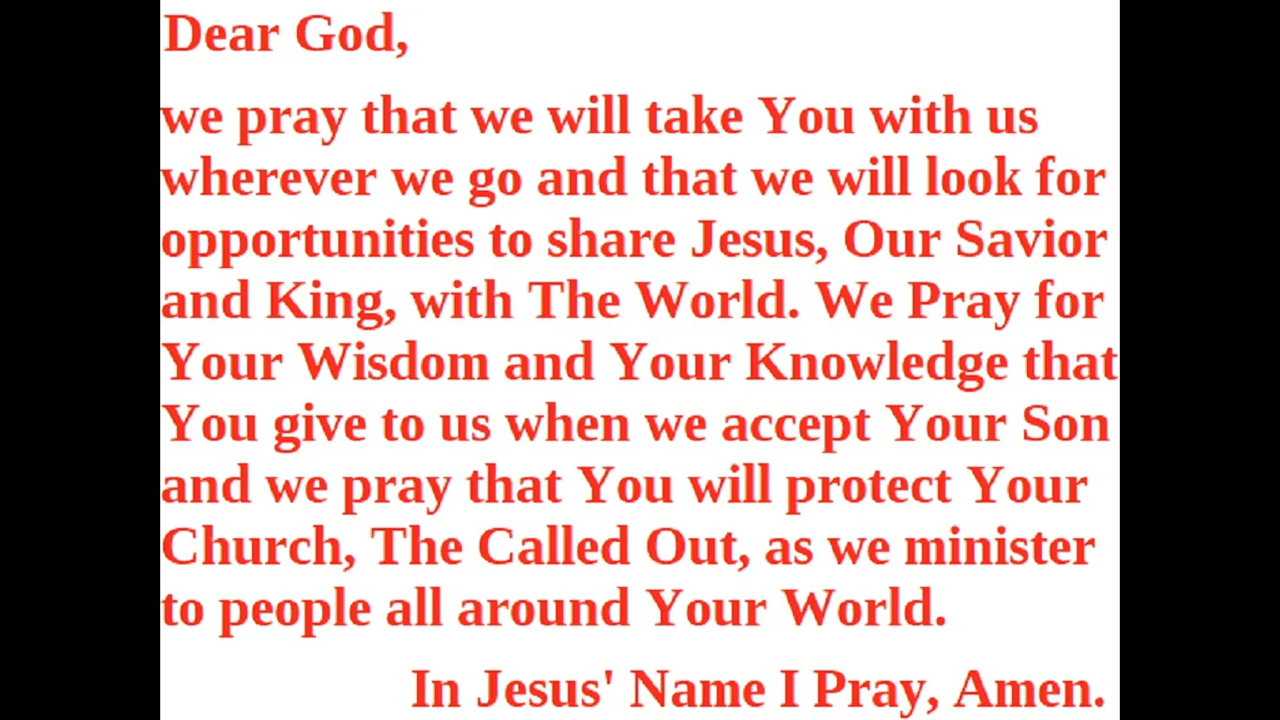 Dear God,
we pray that we will take You with us
wherever we go and that we will look for
opportunities to share Jesus, Our Savior
and King, with The World. We Pray for
Your Wisdom and Your Knowledge that
You give to us when we accept Your Son
and we pray that You will protect Your
Church, The Called Out, as we minister
to people all around Your World.
In Jesus' Name I Pray, Amen.